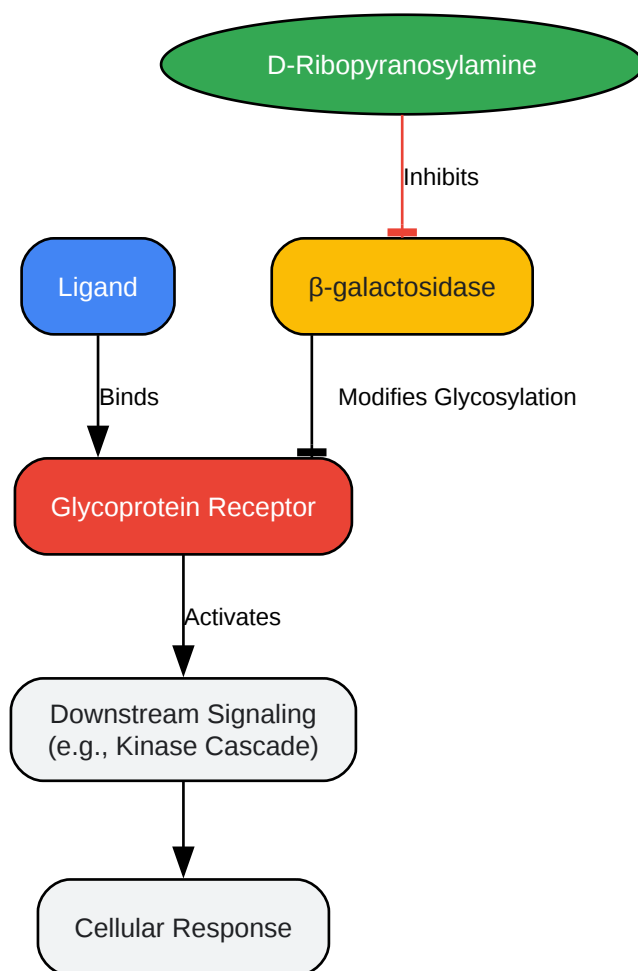 D-Ribopyranosylamine
Inhibits
Ligand
β-galactosidase
Binds
Modifies Glycosylation
Glycoprotein Receptor
Activates
Downstream Signaling
(e.g., Kinase Cascade)
Cellular Response